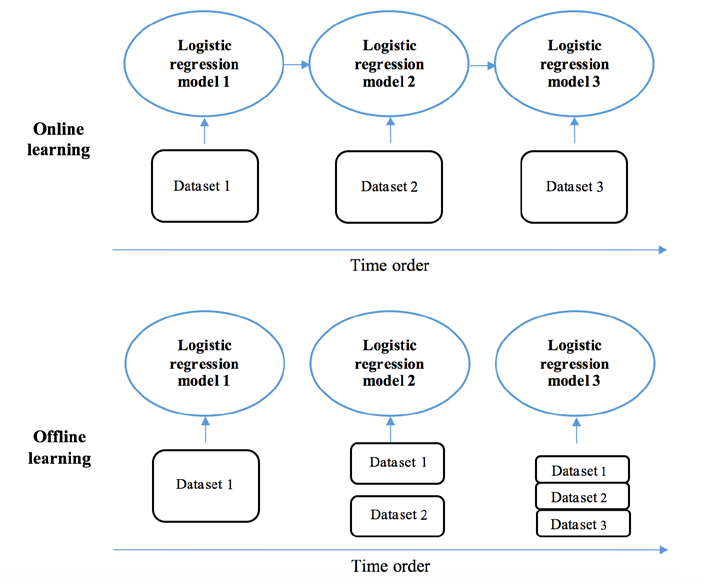 Logistic
regression
model 1
Logistic
regression
model 2
Logistic
regression
model 3
Online
learning
Dataset 1
Dataset 2
Dataset 3
Time order
Logistic
regression
model 1
Logistic
regression
model 2
Logistic
regression
model 3
Offline
learning
Dataset 1
Dataset 1
Dataset 2
Dataset 1
Dataset 2
Dataset 3
Time order